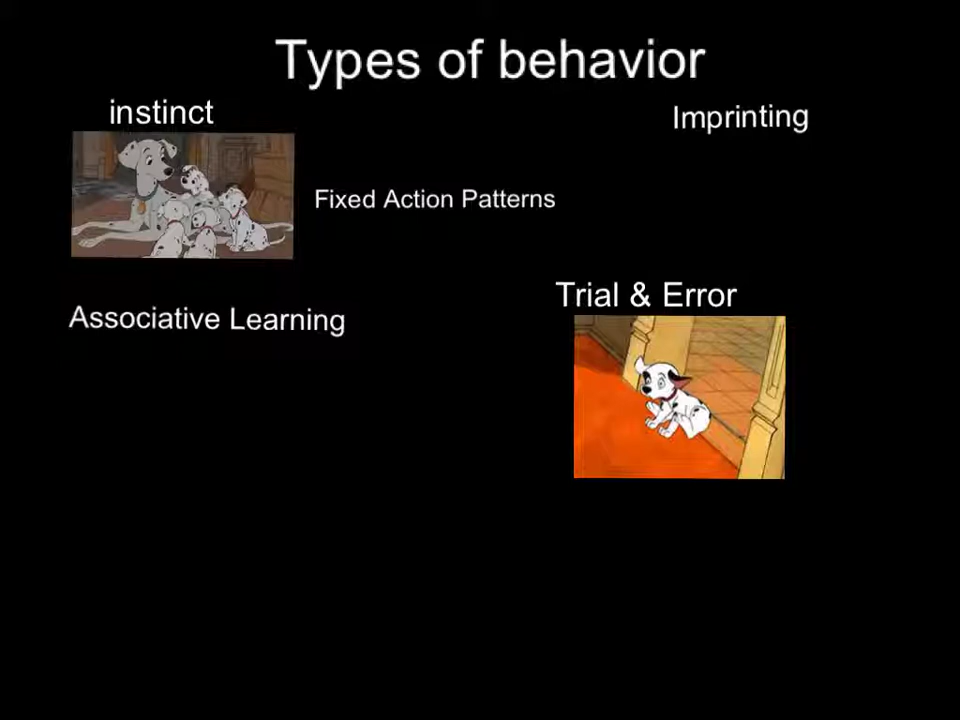 Types of behavior
instinct
Imprinting
Fixed Action Patterns
Trial & Error
Associative Learning